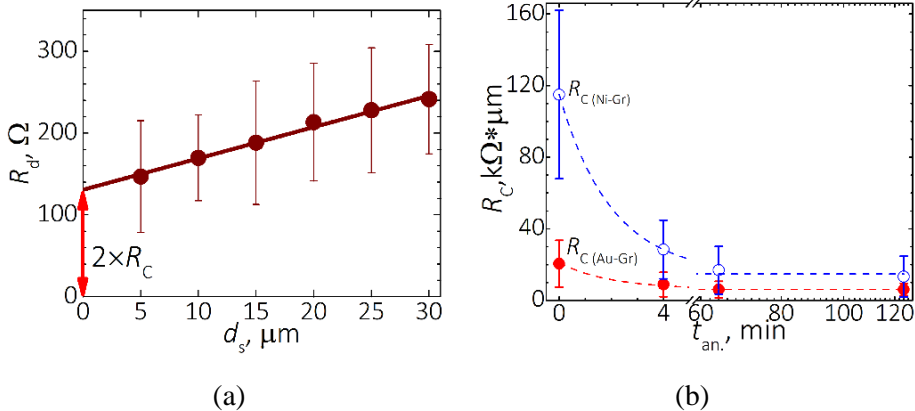 300
200
100
0
R_d, Ω
2×R_C
0 5 10 15 20 25 30
d_s, μm
(a)
160
120
80
40
0
R_C, kΩ*μm
R_C (Ni-Gr)
R_C (Au-Gr)
0 4 60 80 100 120
t_an., min
(b)